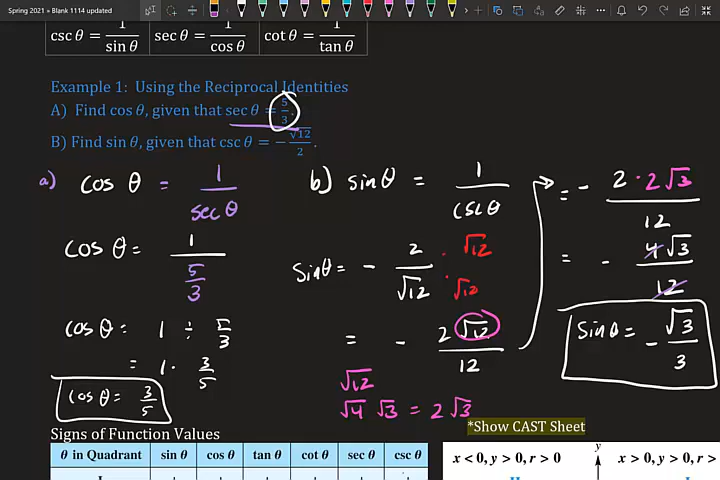 Spring 2021 » Blank 1114 updated
csc θ = 1/sin θ sec θ = 1/cos θ cot θ = 1/tan θ
Example 1: Using the Reciprocal Identities
A) Find cos θ, given that sec θ = 5/3.
B) Find sin θ, given that csc θ = −√12/2.
a) cos θ = 1/sec θ
cos θ = 1/(5/3)
cos θ = 1 ÷ 5/3
= 1 · 3/5
cos θ = 3/5
b) sin θ = 1/csc θ
sin θ = − 2/√12 · √12/√12
= − 2√12/12
√12
√4 √3 = 2√3
= − 2 · 2√3/12
= − 4√3/12
sin θ = − √3/3
*Show CAST Sheet
Signs of Function Values
θ in Quadrant sin θ cos θ tan θ cot θ sec θ csc θ
x < 0, y > 0, r > 0 y x > 0, y > 0, r >